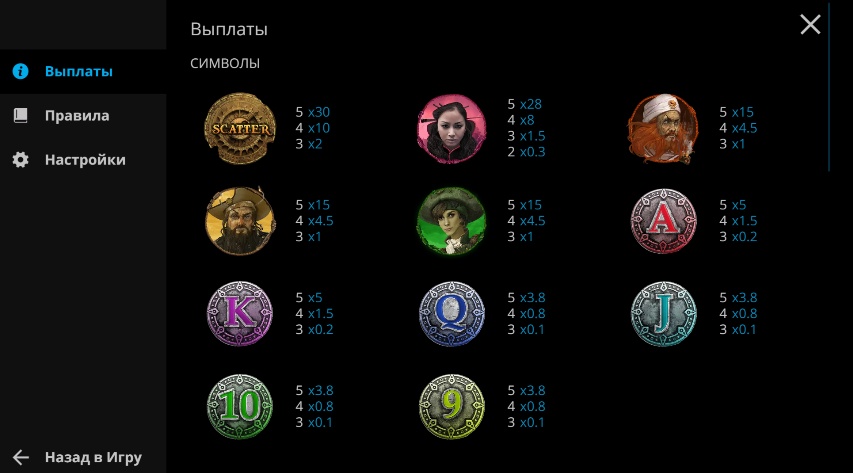 Выплаты
СИМВОЛЫ
Выплаты
Правила
Настройки
SCATTER
5 x30
4 x10
3 x2
5 x28
4 x8
3 x1.5
2 x0.3
5 x15
4 x4.5
3 x1
5 x15
4 x4.5
3 x1
5 x15
4 x4.5
3 x1
A
5 x5
4 x1.5
3 x0.2
K
5 x5
4 x1.5
3 x0.2
Q
5 x3.8
4 x0.8
3 x0.1
J
5 x3.8
4 x0.8
3 x0.1
10
5 x3.8
4 x0.8
3 x0.1
9
5 x3.8
4 x0.8
3 x0.1
Назад в Игру